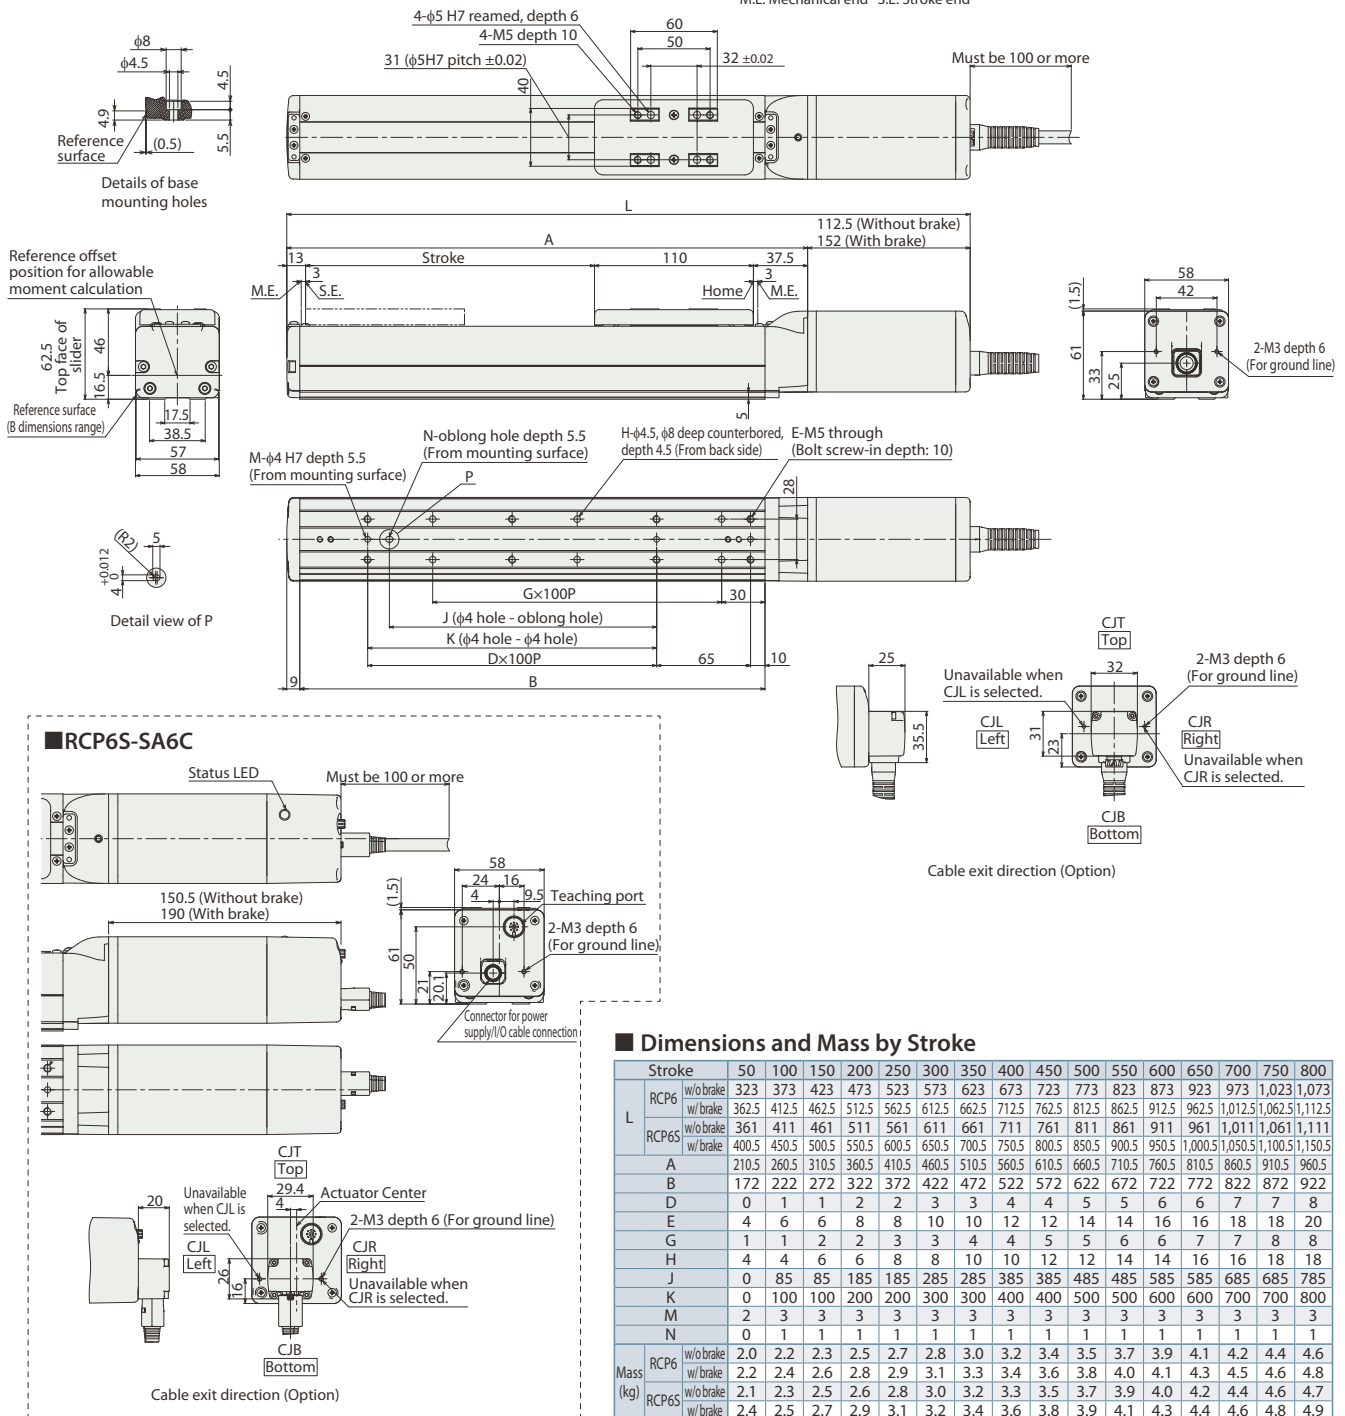 M.E. Mechanical end S.E. Stroke end
4-ϕ5 H7 reamed, depth 6
4-M5 depth 10
31 (ϕ5H7 pitch ±0.02)
60
50
32 ±0.02
40
Must be 100 or more
ϕ8
ϕ4.5
4.5
4.9
5.5
Reference
surface
(0.5)
Details of base
mounting holes
L
112.5 (Without brake)
152 (With brake)
A
13
Stroke
110
37.5
3
3
M.E.
S.E.
Home
M.E.
5
Reference offset
position for allowable
moment calculation
62.5
Top face of
slider
46
16.5
Reference surface
(B dimensions range)
17.5
38.5
57
58
58
42
(1.5)
61
33
25
2-M3 depth 6
(For ground line)
M-ϕ4 H7 depth 5.5
(From mounting surface)
N-oblong hole depth 5.5
(From mounting surface)
P
H-ϕ4.5, ϕ8 deep counterbored,
depth 4.5 (From back side)
E-M5 through
(Bolt screw-in depth: 10)
28
G×100P
30
J (ϕ4 hole - oblong hole)
K (ϕ4 hole - ϕ4 hole)
D×100P
65
10
9
B
(R2)
5
4 +0.012 0
Detail view of P
25
35.5
CJT
Top
32
2-M3 depth 6
(For ground line)
Unavailable when
CJL is selected.
CJL
Left
31
23
CJR
Right
Unavailable when
CJR is selected.
CJB
Bottom
Cable exit direction (Option)
■RCP6S-SA6C
Status LED
Must be 100 or more
150.5 (Without brake)
190 (With brake)
58
24
16
4
9.5
Teaching port
2-M3 depth 6
(For ground line)
(1.5)
61
50
21
20.1
Connector for power
supply/I/O cable connection
20
CJT
Top
29.4
4
Actuator Center
Unavailable
when CJL is
selected.
2-M3 depth 6 (For ground line)
CJL
Left
26
16
CJR
Right
Unavailable when
CJR is selected.
CJB
Bottom
Cable exit direction (Option)
■ Dimensions and Mass by Stroke
Stroke 50 100 150 200 250 300 350 400 450 500 550 600 650 700 750 800
L RCP6 w/o brake 323 373 423 473 523 573 623 673 723 773 823 873 923 973 1,023 1,073
w/ brake 362.5 412.5 462.5 512.5 562.5 612.5 662.5 712.5 762.5 812.5 862.5 912.5 962.5 1,012.5 1,062.5 1,112.5
RCP6S w/o brake 361 411 461 511 561 611 661 711 761 811 861 911 961 1,011 1,061 1,111
w/ brake 400.5 450.5 500.5 550.5 600.5 650.5 700.5 750.5 800.5 850.5 900.5 950.5 1,000.5 1,050.5 1,100.5 1,150.5
A 210.5 260.5 310.5 360.5 410.5 460.5 510.5 560.5 610.5 660.5 710.5 760.5 810.5 860.5 910.5 960.5
B 172 222 272 322 372 422 472 522 572 622 672 722 772 822 872 922
D 0 1 1 2 2 3 3 4 4 5 5 6 6 7 7 8
E 4 6 6 8 8 10 10 12 12 14 14 16 16 18 18 20
G 1 1 2 2 3 3 4 4 5 5 6 6 7 7 8 8
H 4 4 6 6 8 8 10 10 12 12 14 14 16 16 18 18
J 0 85 85 185 185 285 285 385 385 485 485 585 585 685 685 785
K 0 100 100 200 200 300 300 400 400 500 500 600 600 700 700 800
M 2 3 3 3 3 3 3 3 3 3 3 3 3 3 3 3
N 0 1 1 1 1 1 1 1 1 1 1 1 1 1 1 1
Mass (kg) RCP6 w/o brake 2.0 2.2 2.3 2.5 2.7 2.8 3.0 3.2 3.4 3.5 3.7 3.9 4.1 4.2 4.4 4.6
w/ brake 2.2 2.4 2.6 2.8 2.9 3.1 3.3 3.4 3.6 3.8 4.0 4.1 4.3 4.5 4.6 4.8
RCP6S w/o brake 2.1 2.3 2.5 2.6 2.8 3.0 3.2 3.3 3.5 3.7 3.9 4.0 4.2 4.4 4.6 4.7
w/ brake 2.4 2.5 2.7 2.9 3.1 3.2 3.4 3.6 3.8 3.9 4.1 4.3 4.4 4.6 4.8 4.9